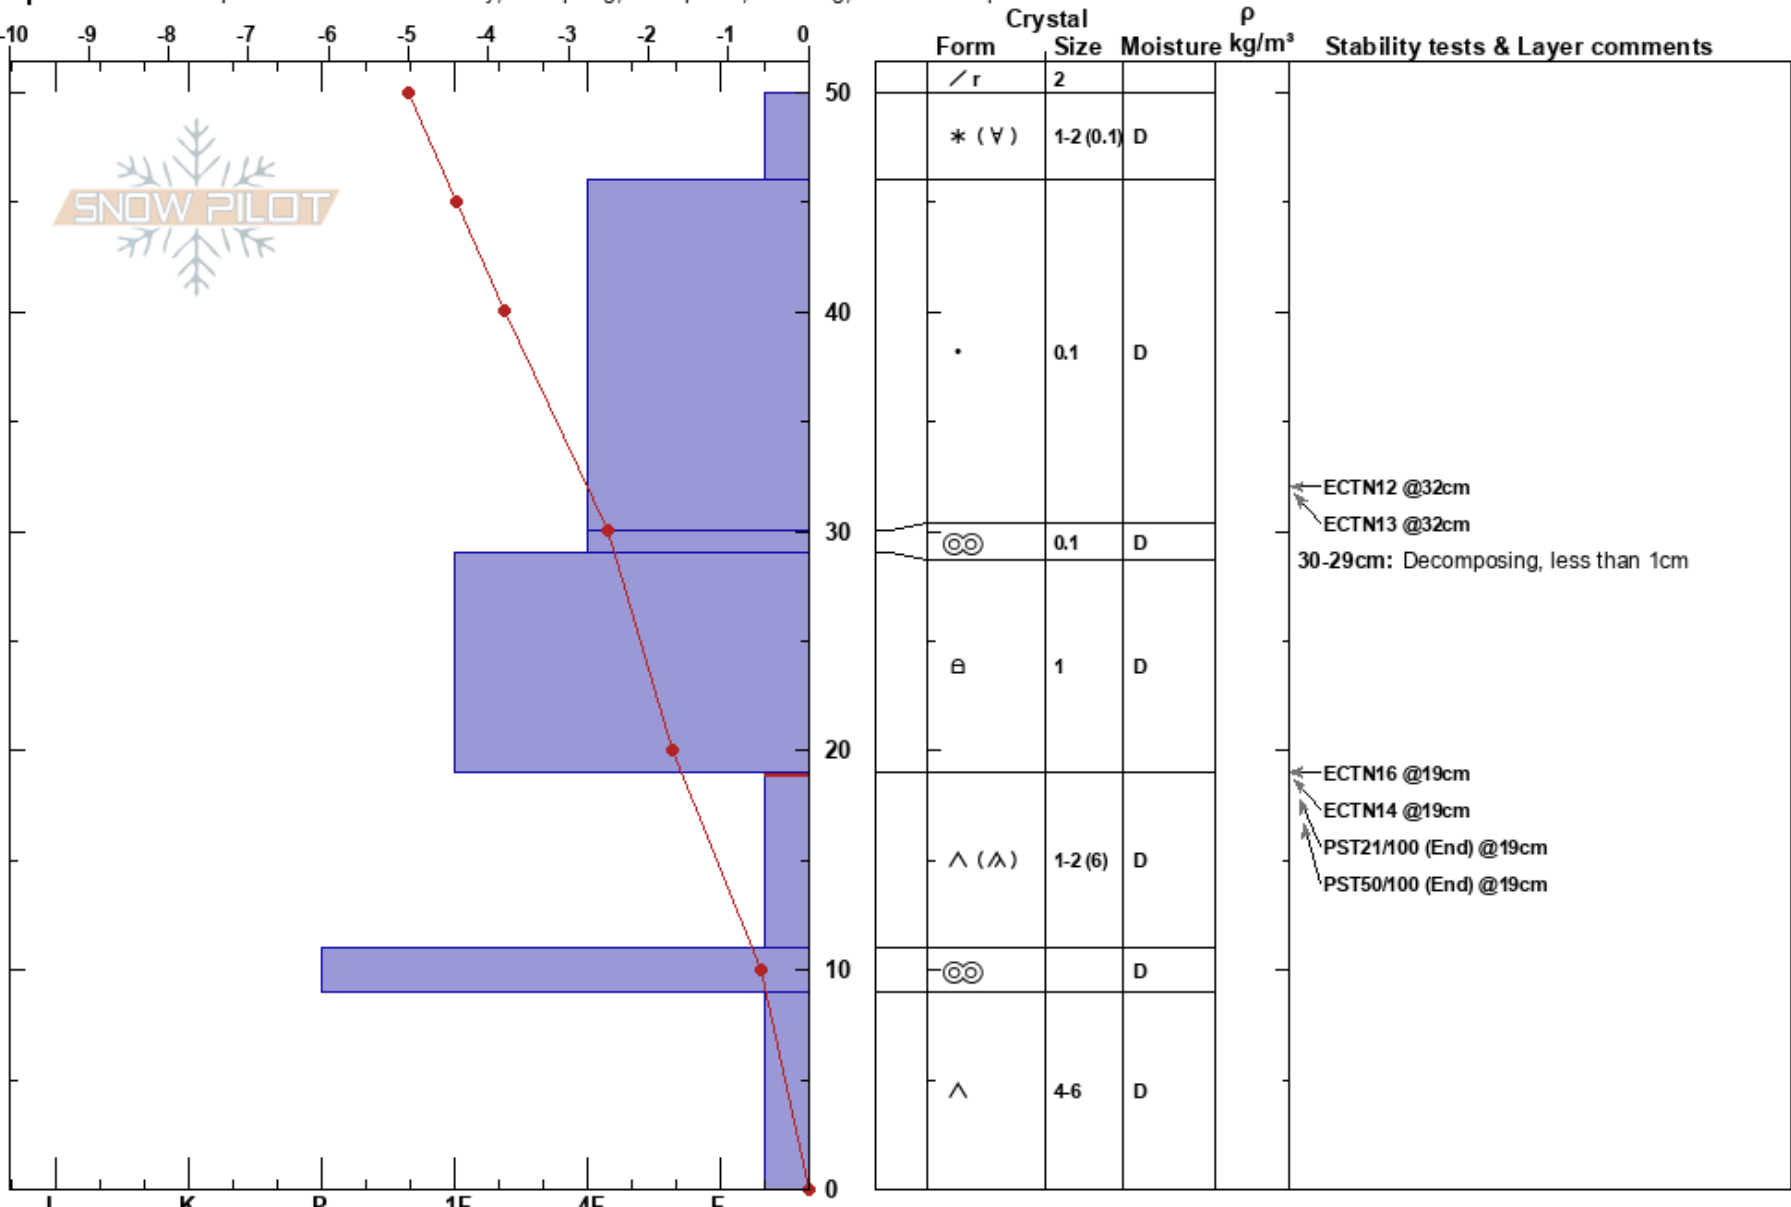 Crystal ρ
-10 -9 -8 -7 -6 -5 -4 -3 -2 -1 0 Form Size Moisture kg/m³ Stability tests & Layer comments
r 2
50
* ( ∀ ) 1-2 (0.1) D
SNOW PILOT
40
• 0.1 D
ECTN12 @32cm
ECTN13 @32cm
30
0.1 D
30-29cm: Decomposing, less than 1cm
1 D
20
ECTN16 @19cm
ECTN14 @19cm
PST21/100 (End) @19cm
1-2 (6) D
PST50/100 (End) @19cm
10
D
4-6 D
0
I K P 1F 4F F